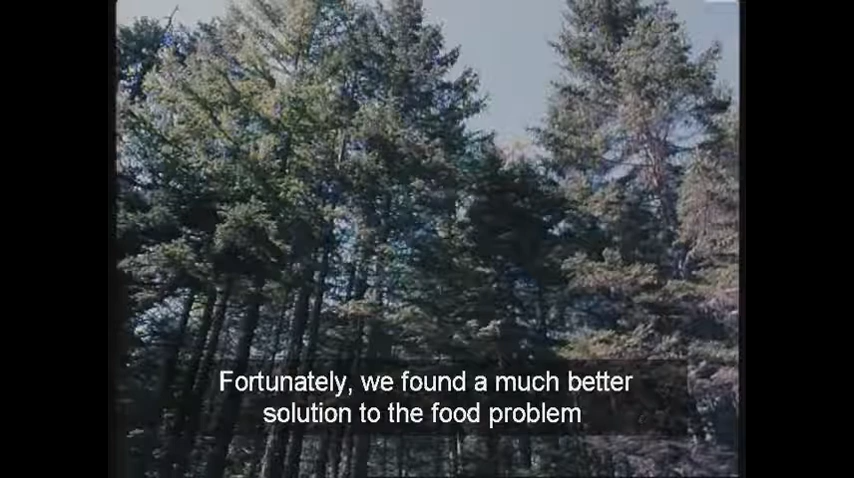 Fortunately, we found a much better
solution to the food problem